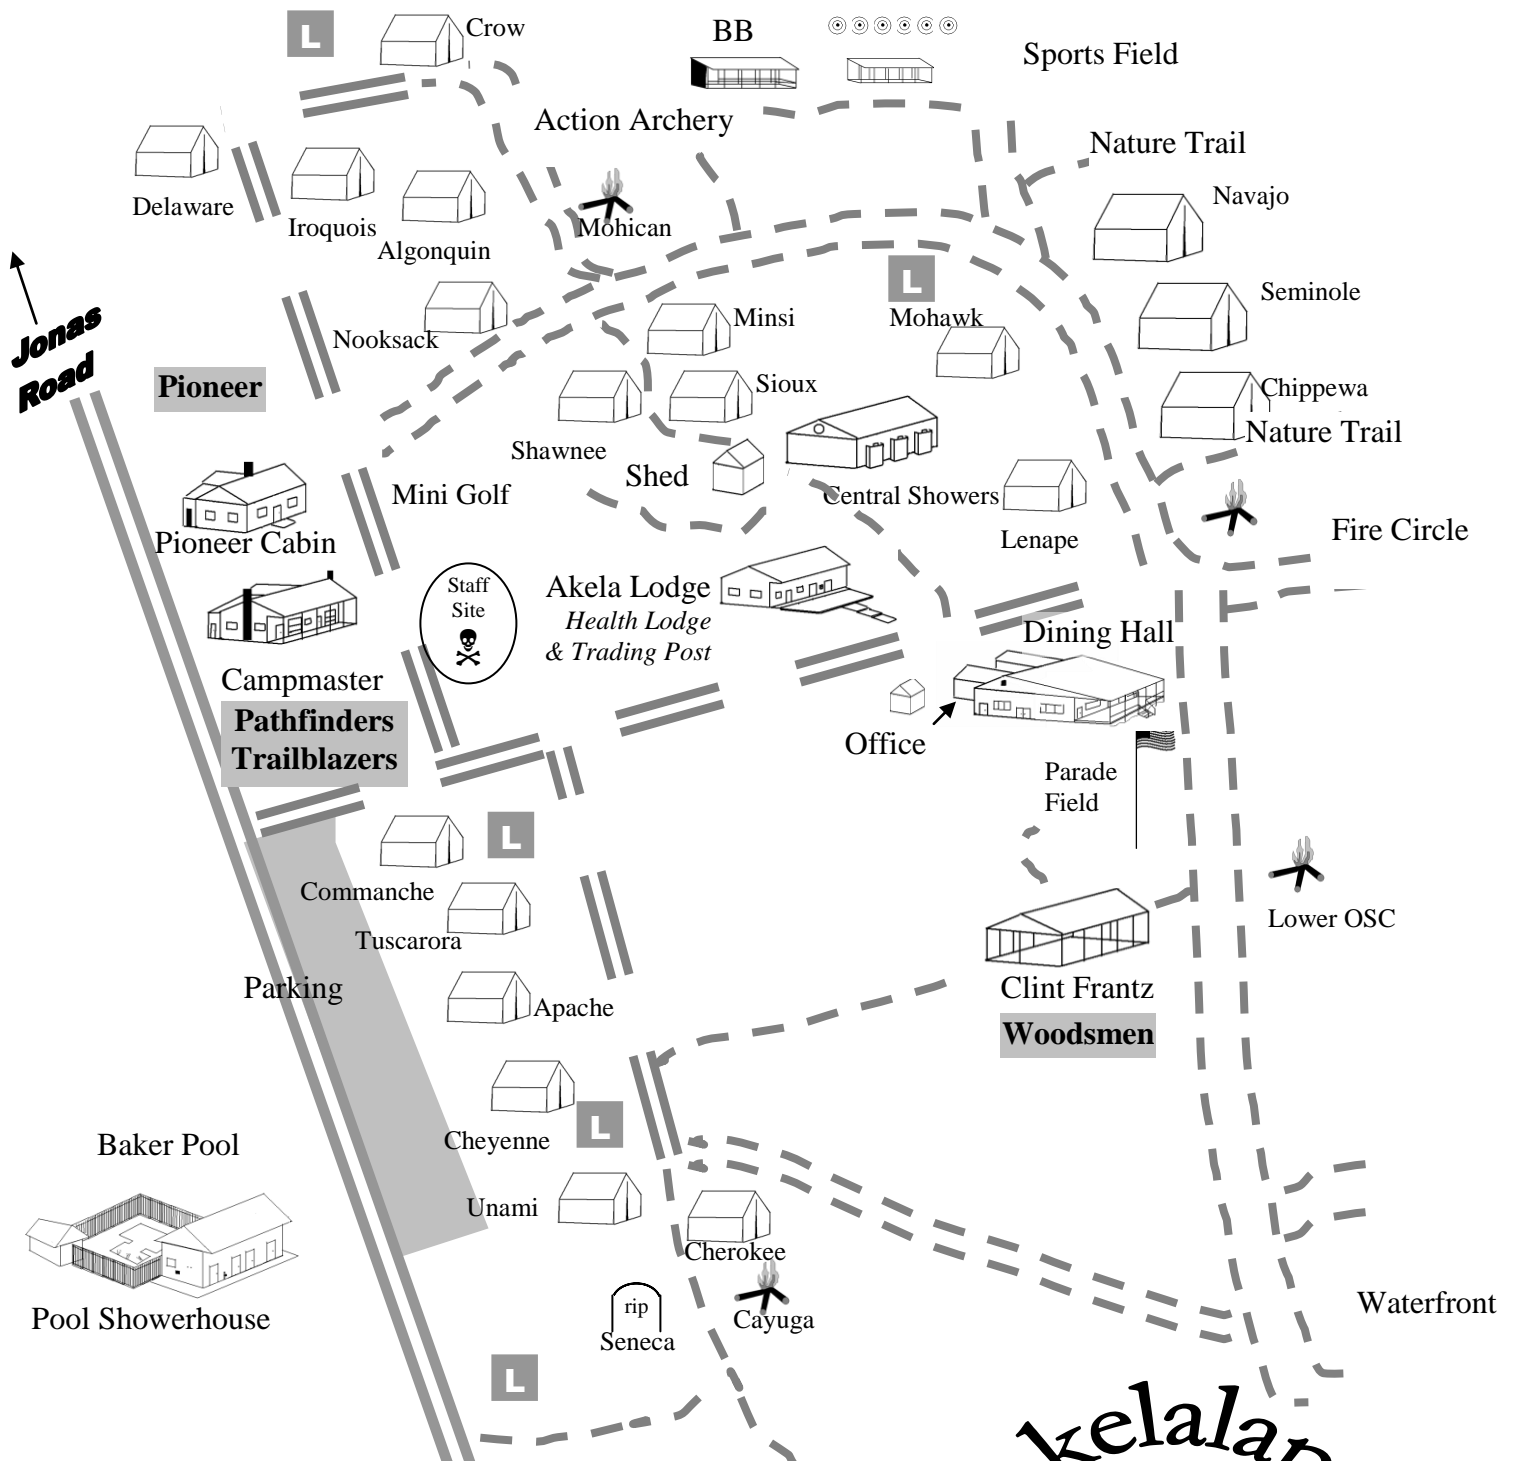 L
Crow
BB
Sports Field
Action Archery
Nature Trail
Delaware
Iroquois
Algonquin
Mohican
Navajo
Jonas
Road
Nooksack
Minsi
L
Mohawk
Seminole
Pioneer
Sioux
Chippewa
Shawnee
Nature Trail
Shed
Mini Golf
Central Showers
Pioneer Cabin
Lenape
Fire Circle
Staff
Site
Akela Lodge
Health Lodge
& Trading Post
Dining Hall
Campmaster
Pathfinders
Trailblazers
Office
Parade
Field
L
Commanche
Tuscarora
Lower OSC
Parking
Apache
Clint Frantz
Woodsmen
L
Cheyenne
Baker Pool
Unami
Cherokee
Pool Showerhouse
rip
Seneca
Cayuga
Waterfront
L